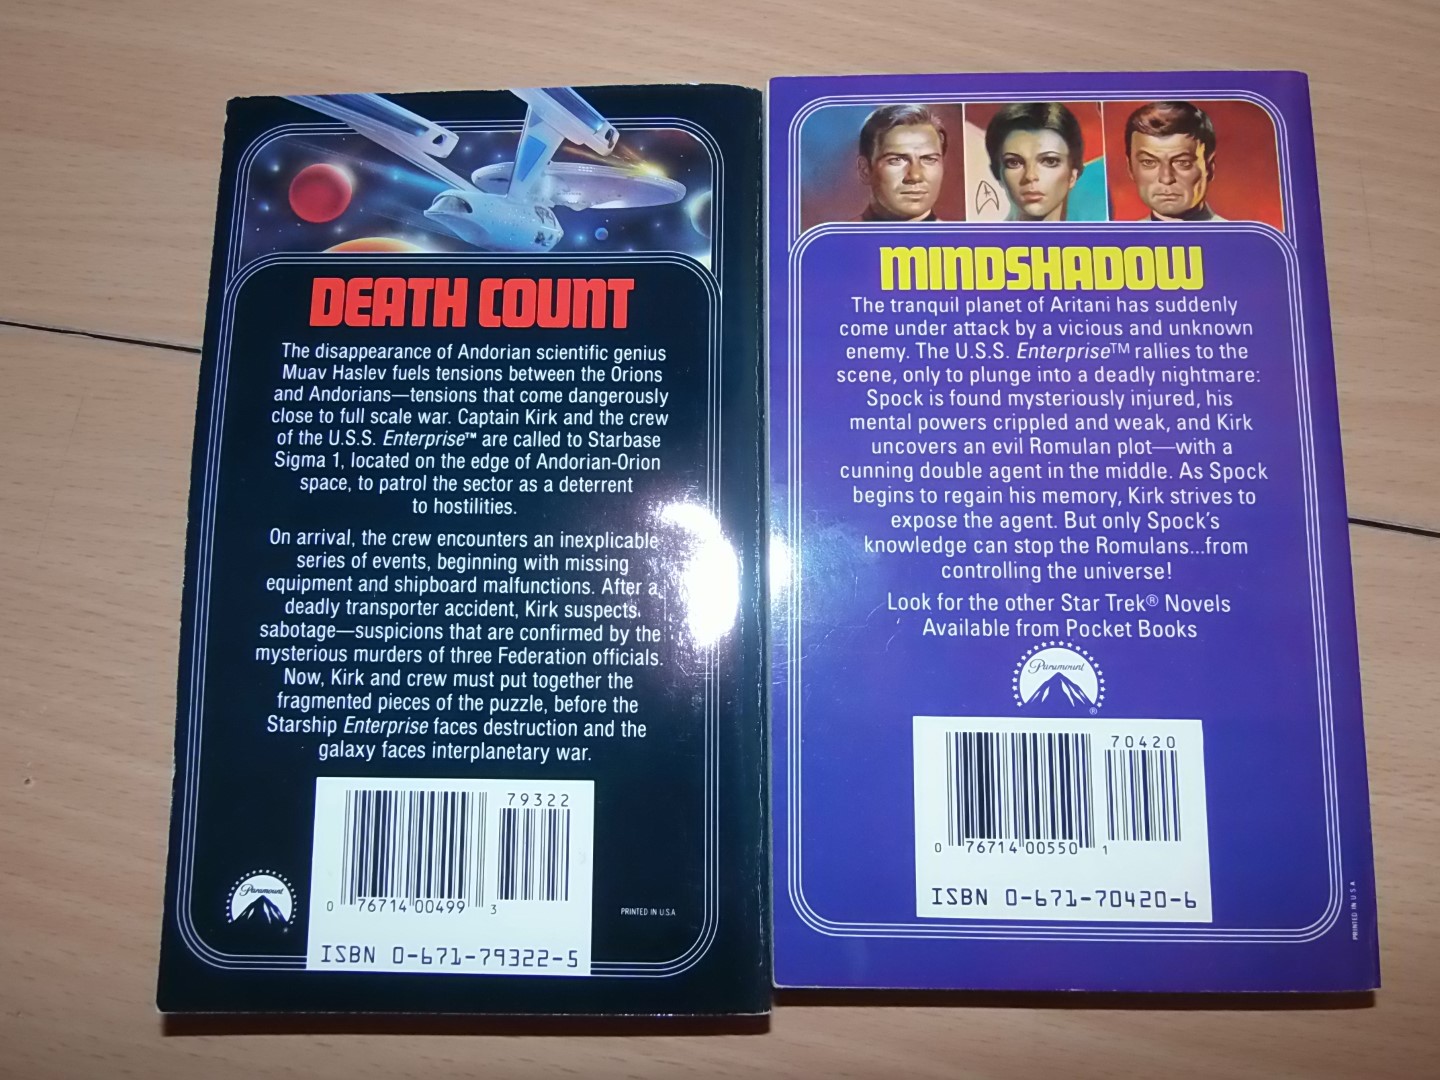 DEATH COUNT
The disappearance of Andorian scientific genius
Muav Haslev fuels tensions between the Orions
and Andorians—tensions that come dangerously
close to full scale war. Captain Kirk and the crew
of the U.S.S. Enterprise™ are called to Starbase
Sigma 1, located on the edge of Andorian-Orion
space, to patrol the sector as a deterrent
to hostilities.
On arrival, the crew encounters an inexplicable
series of events, beginning with missing
equipment and shipboard malfunctions. After a
deadly transporter accident, Kirk suspects
sabotage—suspicions that are confirmed by the
mysterious murders of three Federation officials.
Now, Kirk and crew must put together the
fragmented pieces of the puzzle, before the
Starship Enterprise faces destruction and the
galaxy faces interplanetary war.
79322
0 76714 00499 3
Paramount
PRINTED IN U.S.A.
ISBN 0-671-79322-5
MINDSHADOW
The tranquil planet of Aritani has suddenly
come under attack by a vicious and unknown
enemy. The U.S.S. Enterprise™ rallies to the
scene, only to plunge into a deadly nightmare:
Spock is found mysteriously injured, his
mental powers crippled and weak, and Kirk
uncovers an evil Romulan plot—with a
cunning double agent in the middle. As Spock
begins to regain his memory, Kirk strives to
expose the agent. But only Spock's
knowledge can stop the Romulans...from
controlling the universe!
Look for the other Star Trek® Novels
Available from Pocket Books
Paramount
®
70420
0 76714 00550 1
ISBN 0-671-70420-6
PRINTED IN U.S.A.